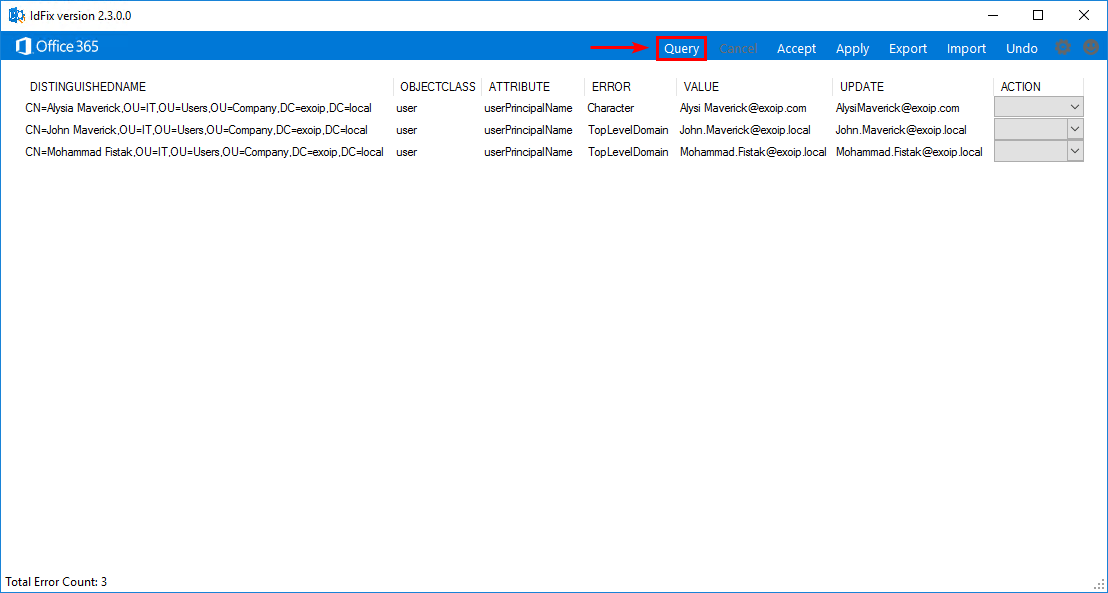 IdFix version 2.3.0.0
Office 365 Query Cancel Accept Apply Export Import Undo
DISTINGUISHEDNAME OBJECTCLASS ATTRIBUTE ERROR VALUE UPDATE ACTION
CN=Alysia Maverick,OU=IT,OU=Users,OU=Company,DC=exoip,DC=local user userPrincipalName Character Alysi Maverick@exoip.com AlysiMaverick@exoip.com
CN=John Maverick,OU=IT,OU=Users,OU=Company,DC=exoip,DC=local user userPrincipalName TopLevelDomain John.Maverick@exoip.local John.Maverick@exoip.local
CN=Mohammad Fistak,OU=IT,OU=Users,OU=Company,DC=exoip,DC=local user userPrincipalName TopLevelDomain Mohammad.Fistak@exoip.local Mohammad.Fistak@exoip.local
Total Error Count: 3